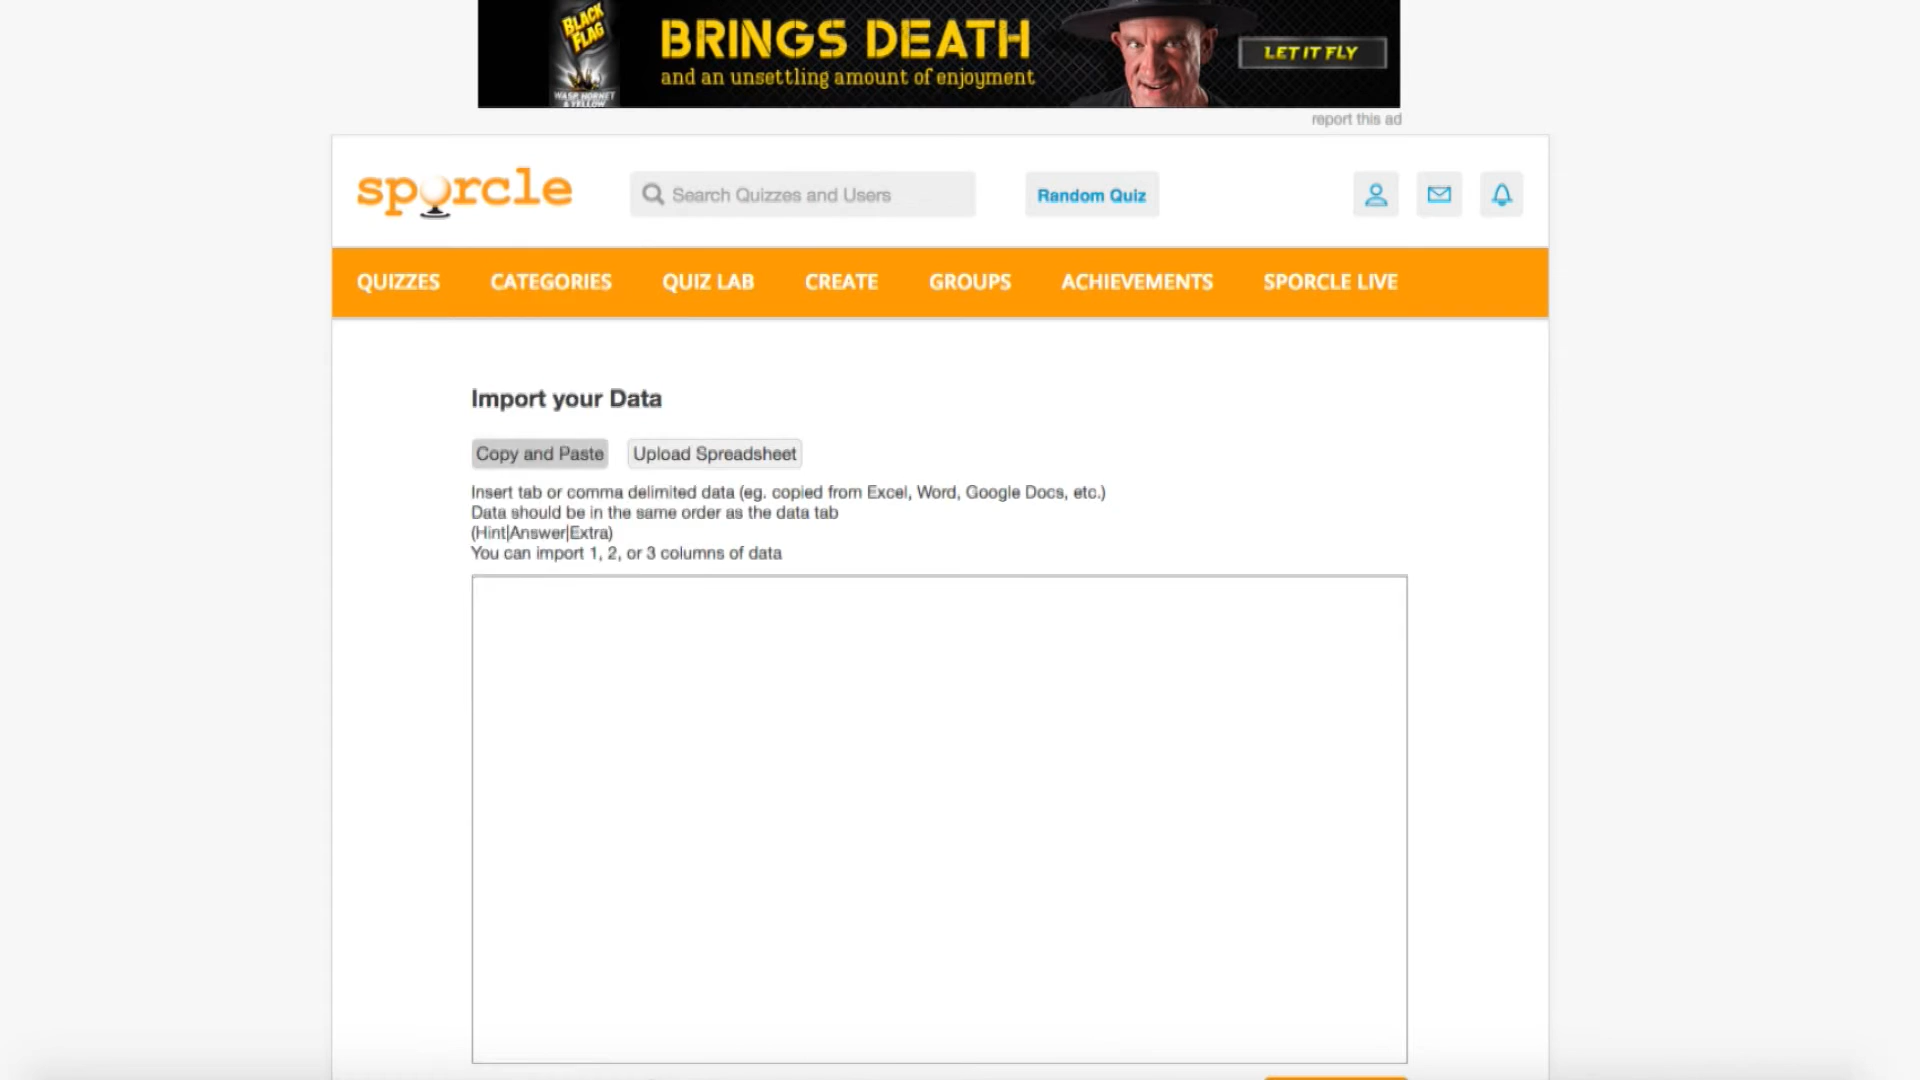 BLACK
FLAG
WASP, HORNET
& YELLOW
BRINGS DEATH
and an unsettling amount of enjoyment
LET IT FLY
report this ad
sporcle
Search Quizzes and Users
Random Quiz
QUIZZES CATEGORIES QUIZ LAB CREATE GROUPS ACHIEVEMENTS SPORCLE LIVE
Import your Data
Copy and Paste Upload Spreadsheet
Insert tab or comma delimited data (eg. copied from Excel, Word, Google Docs, etc.)
Data should be in the same order as the data tab
(Hint|Answer|Extra)
You can import 1, 2, or 3 columns of data